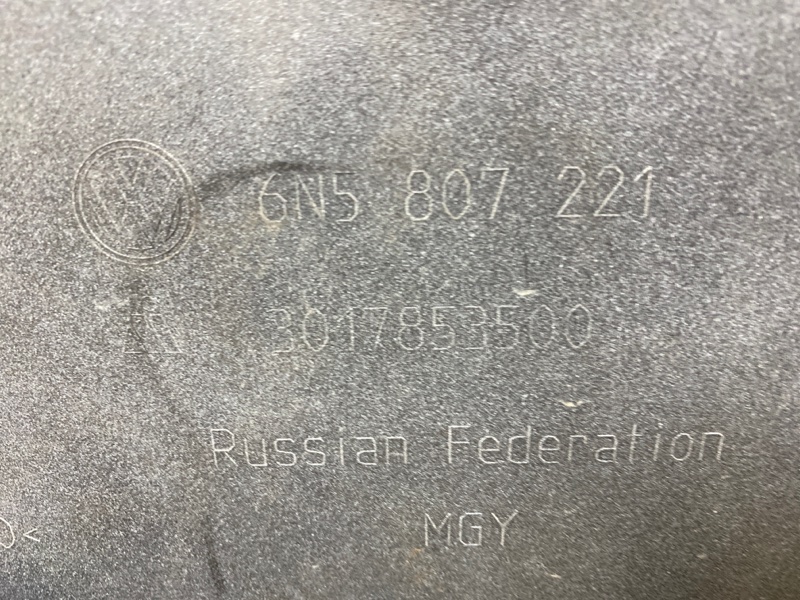 6N5 807 221
3017853500
Russian Federation
MGY
<